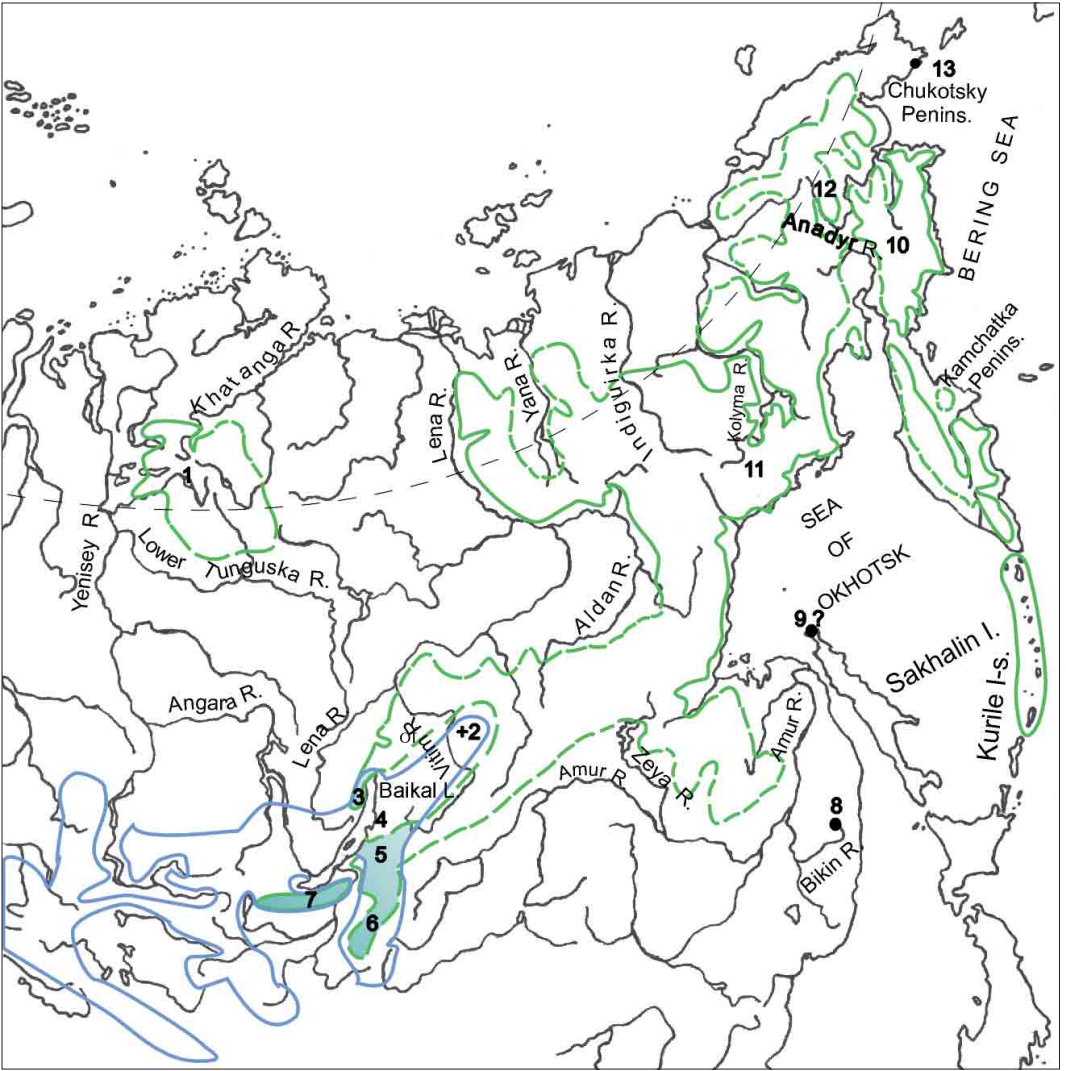 13
Chukotsky
Penins.
BERING SEA
12
Anadyr R.
10
Kamchatka
Penins.
Khatanga R.
Lena R.
Yana R.
Indigirka R.
Kolyma R.
1
11
SEA
OF
OKHOTSK
Yenisey R.
Lower Tunguska R.
Aldan R.
9?
Sakhalin I.
Kurile I-s.
Angara R.
Lena R.
Vitim R.
+2
Zeya R.
Amur R.
Amur R
3
Baikal L.
4
5
8
Bikin R.
7
6